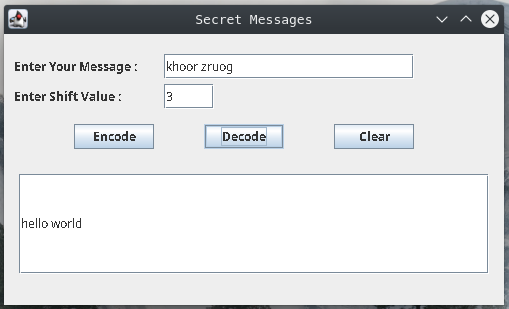 Secret Messages
Enter Your Message : khoor zruog
Enter Shift Value : 3
Encode Decode Clear
hello world